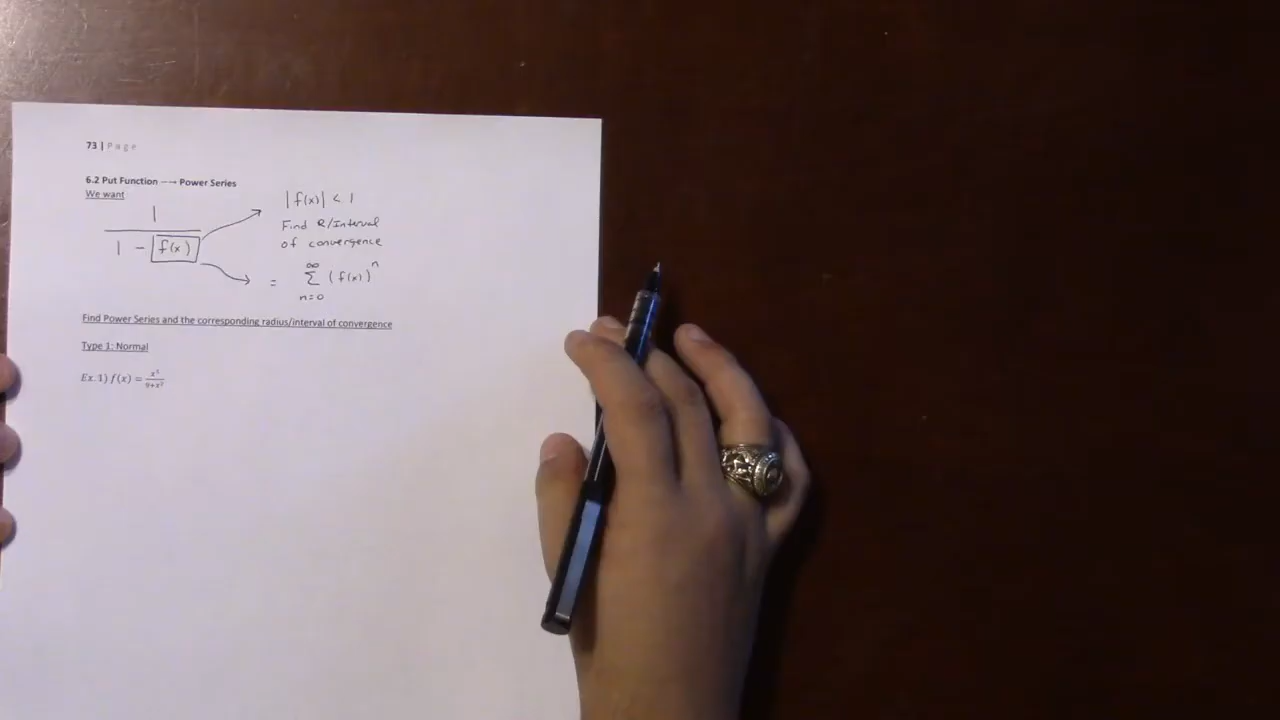 73 | Page
6.2 Put Function —→ Power Series
We want
1
1 - f(x)
|f(x)| < 1
Find R/Interval
of convergence
= ∞ Σ n=0 (f(x))^n
Find Power Series and the corresponding radius/interval of convergence
Type 1: Normal
Ex. 1) f(x) =